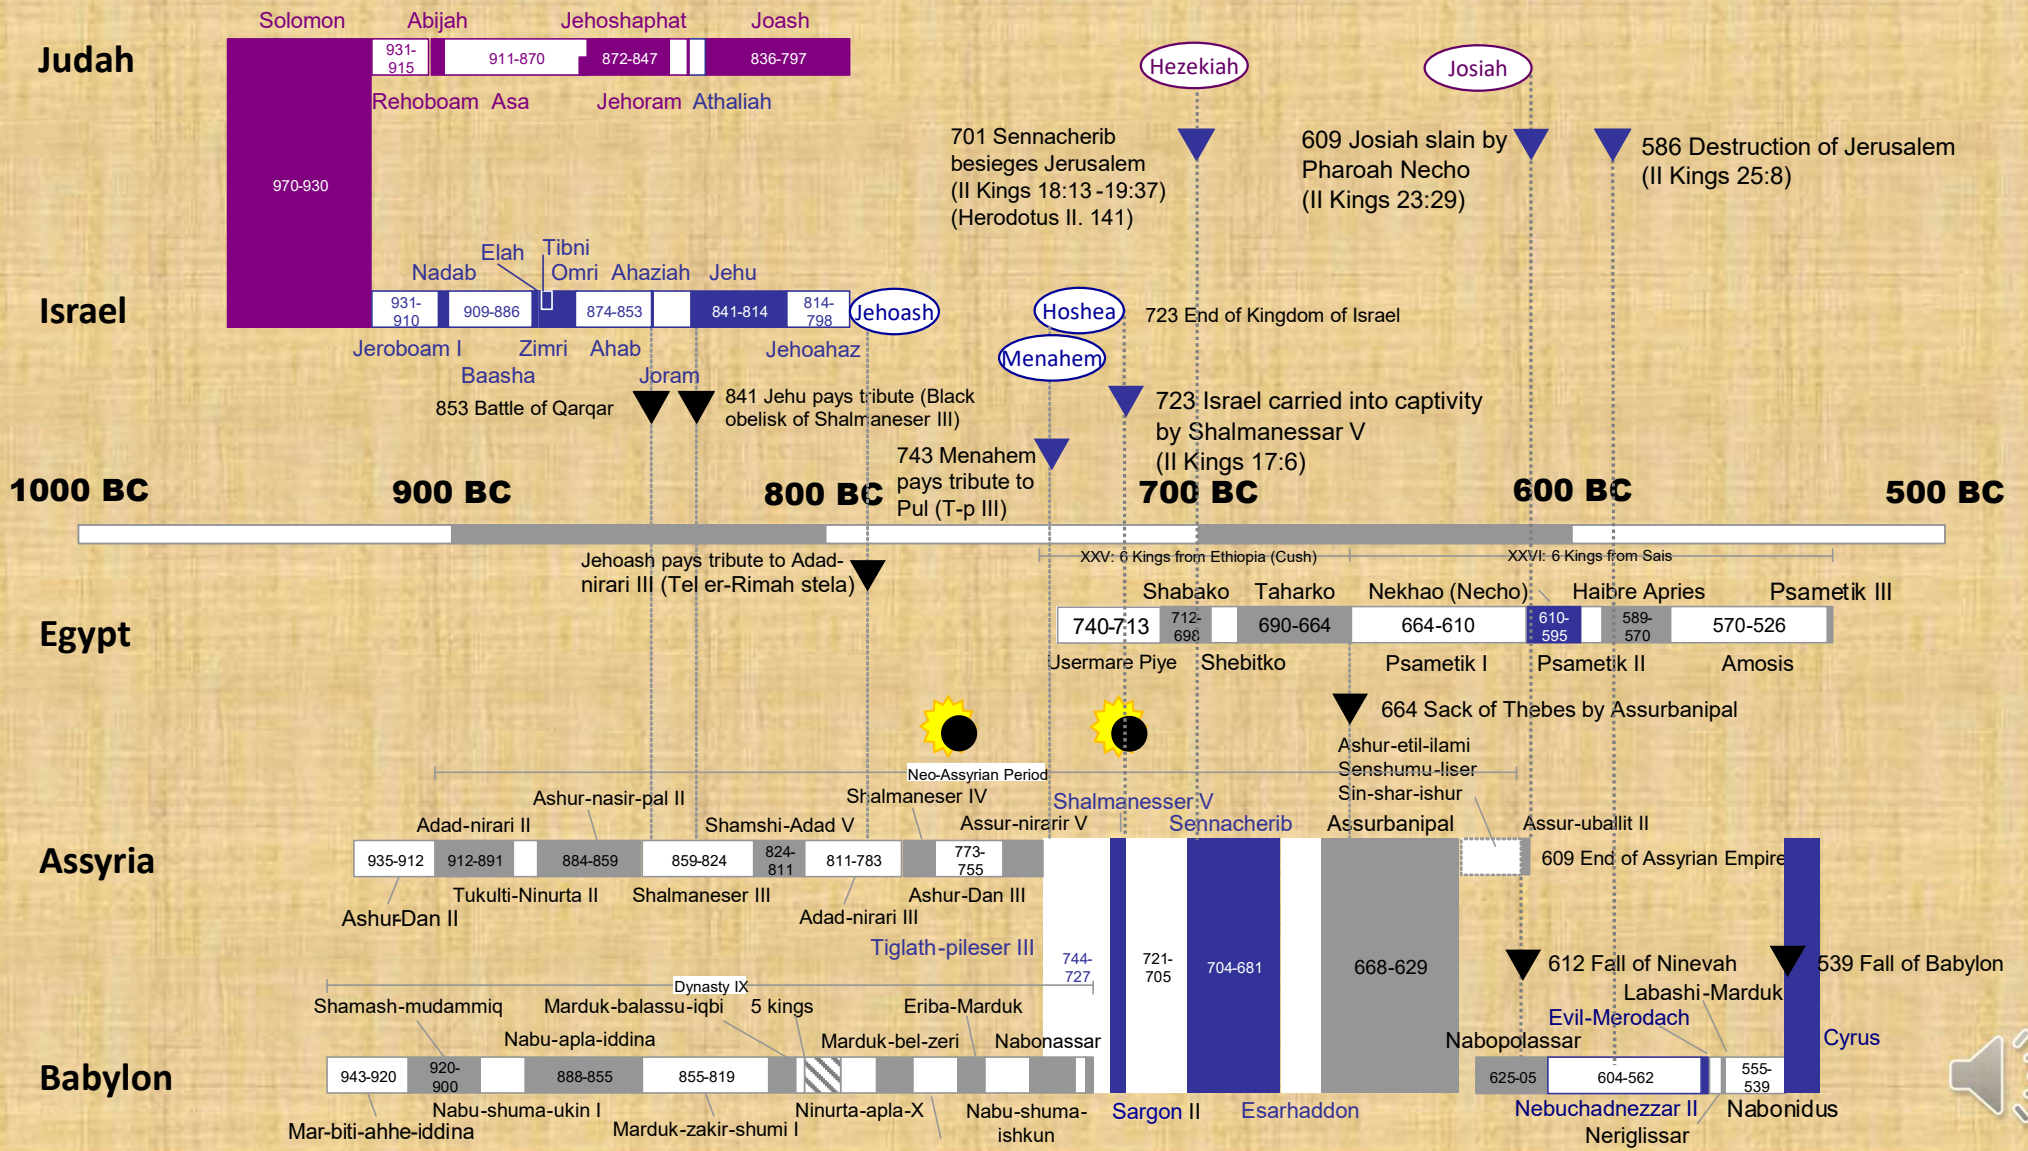 Solomon
Abijah
Jehoshaphat
Joash
Judah
931-
915
911-870
872-847
836-797
Rehoboam
Asa
Jehoram
Athaliah
Hezekiah
Josiah
970-930
701 Sennacherib
besieges Jerusalem
(II Kings 18:13 -19:37)
(Herodotus II. 141)
609 Josiah slain by
Pharoah Necho
(II Kings 23:29)
586 Destruction of Jerusalem
(II Kings 25:8)
Israel
Nadab
Elah
Tibni
Omri
Ahaziah
Jehu
931-
910
909-886
874-853
841-814
814-
798
Jehoash
Hoshea
Menahem
723 End of Kingdom of Israel
Jeroboam I
Baasha
Zimri
Ahab
Joram
Jehoahaz
853 Battle of Qarqar
841 Jehu pays tribute (Black
obelisk of Shalmaneser III)
723 Israel carried into captivity
by Shalmanessar V
(II Kings 17:6)
743 Menahem
pays tribute to
Pul (T-p III)
1000 BC
900 BC
800 BC
700 BC
600 BC
500 BC
Jehoash pays tribute to Adad-
nirari III (Tel er-Rimah stela)
XXV: 6 Kings from Ethiopia (Cush)
XXVI: 6 Kings from Sais
Egypt
Shabako
Taharko
Nekhao (Necho)
Haibre Apries
Psametik III
740-713
712-
698
690-664
664-610
610-
595
589-
570
570-526
Usermare Piye
Shebitko
Psametik I
Psametik II
Amosis
664 Sack of Thebes by Assurbanipal
Ashur-etil-ilami
Senshumu-liser
Sin-shar-ishur
Neo-Assyrian Period
Assyria
Ashur-nasir-pal II
Shalmaneser IV
Shalmanesser V
Adad-nirari II
Shamshi-Adad V
Assur-nirarir V
Sennacherib
Assurbanipal
Assur-uballit II
935-912
912-891
884-859
859-824
824-
811
811-783
773-
755
609 End of Assyrian Empire
Tukulti-Ninurta II
Shalmaneser III
Ashur-Dan III
Ashur-Dan II
Adad-nirari III
Tiglath-pileser III
744-
727
721-
705
704-681
668-629
612 Fall of Ninevah
539 Fall of Babylon
Dynasty IX
Babylon
Shamash-mudammiq
Marduk-balassu-iqbi
5 kings
Eriba-Marduk
Labashi-Marduk
Evil-Merodach
Nabu-apla-iddina
Marduk-bel-zeri
Nabonassar
Nabopolassar
Cyrus
943-920
920-
900
888-855
855-819
625-05
604-562
555-
539
Nabu-shuma-ukin I
Ninurta-apla-X
Nabu-shuma-
ishkun
Sargon II
Esarhaddon
Nebuchadnezzar II
Nabonidus
Mar-biti-ahhe-iddina
Marduk-zakir-shumi I
Neriglissar